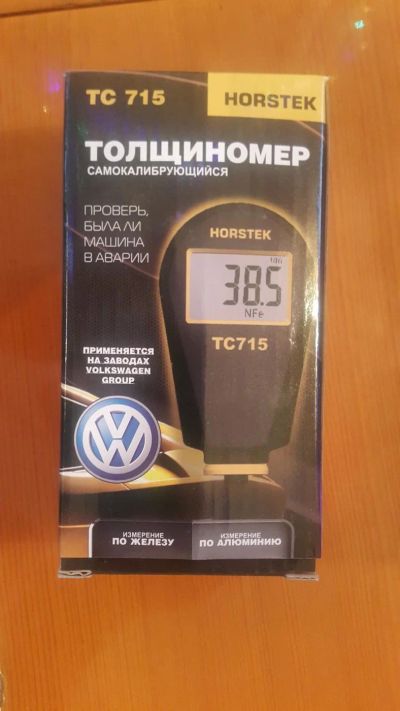 TC 715
HORSTEK
ТОЛЩИНОМЕР
САМОКАЛИБРУЮЩИЙСЯ
ПРОВЕРЬ,
БЫЛА ЛИ
МАШИНА
В АВАРИИ
HORSTEK
38.5
NFe
TC715
ПРИМЕНЯЕТСЯ
НА ЗАВОДАХ
VOLKSWAGEN
GROUP
ИЗМЕРЕНИЕ
ПО ЖЕЛЕЗУ
ИЗМЕРЕНИЕ
ПО АЛЮМИНИЮ